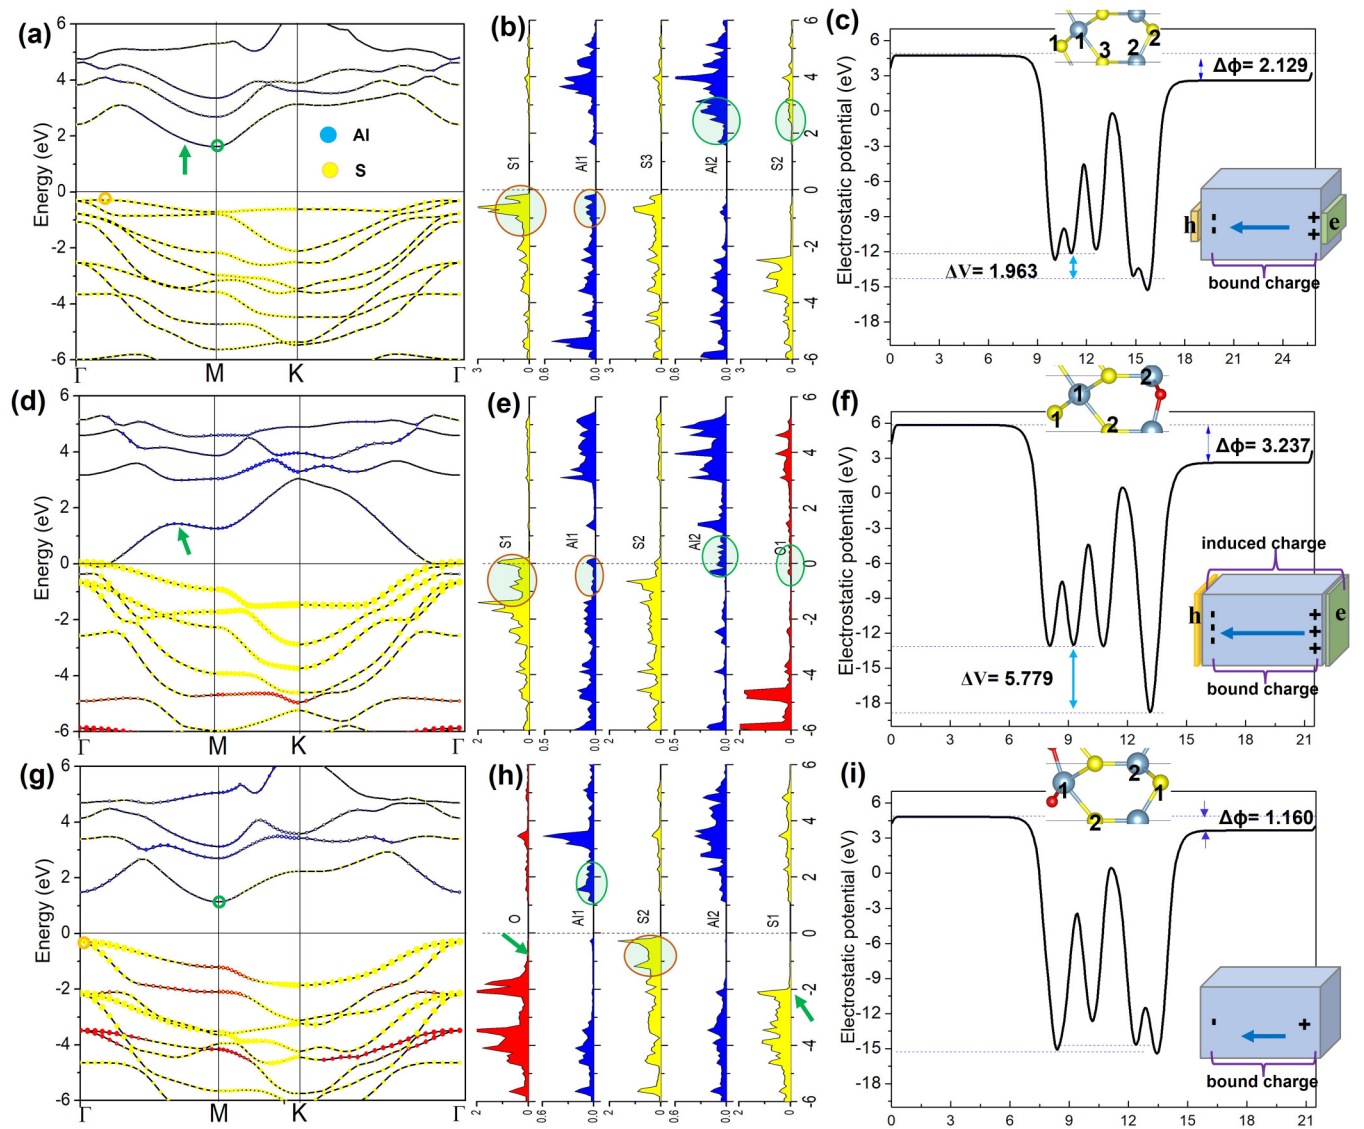 (a)
6
4
2
0
-2
-4
-6
Energy (eV)
Al
S
Γ
M
K
Γ
(b)
S1
Al1
S3
Al2
S2
6
4
2
0
-2
-4
-6
3
0
0.6
0.0
3
0
0.6
0.0
3
0
(c)
6
3
0
-3
-6
-9
-12
-15
-18
Electrostatic potential (eV)
1
1
3
2
2
Δϕ = 2.129
ΔV= 1.963
h
e
- -
+ +
bound charge
0
3
6
9
12
15
18
21
24
(d)
6
4
2
0
-2
-4
-6
Energy (eV)
Γ
M
K
Γ
(e)
S1
Al1
S2
Al2
O1
6
4
2
0
-2
-4
-6
2
0
0.5
0.0
2
0
0.5
0.0
2
0
(f)
6
3
0
-3
-6
-9
-12
-15
-18
Electrostatic potential (eV)
1
1
2
2
Δϕ = 3.237
ΔV= 5.779
induced charge
h
e
- - -
+ + +
bound charge
0
3
6
9
12
15
18
21
(g)
6
4
2
0
-2
-4
-6
Energy (eV)
Γ
M
K
Γ
(h)
O
Al1
S2
Al2
S1
6
4
2
0
-2
-4
-6
2
0
0.6
0.0
2
0
0.6
0.0
2
0
(i)
6
3
0
-3
-6
-9
-12
-15
-18
Electrostatic potential (eV)
1
2
2
1
Δϕ = 1.160
-
+
bound charge
0
3
6
9
12
15
18
21